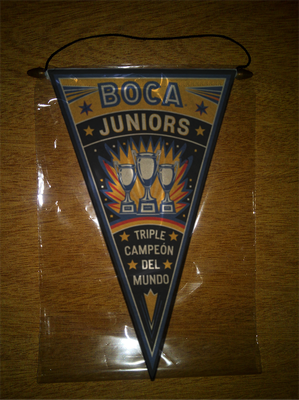 BOCA
JUNIORS
TRIPLE
CAMPEÓN
DEL
MUNDO